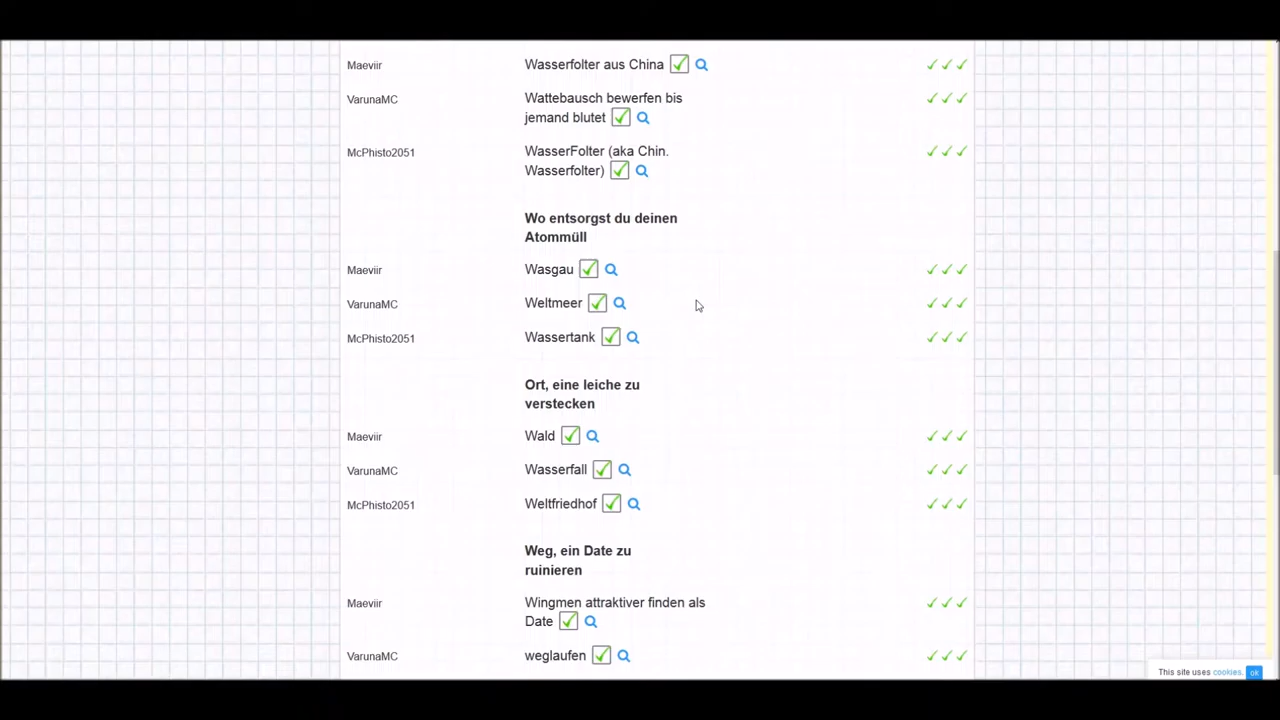 Maeviir Wasserfolter aus China
VarunaMC Wattebausch bewerfen bis
jemand blutet
McPhisto2051 WasserFolter (aka Chin.
Wasserfolter)
Wo entsorgst du deinen
Atommüll
Maeviir Wasgau
VarunaMC Weltmeer
McPhisto2051 Wassertank
Ort, eine leiche zu
verstecken
Maeviir Wald
VarunaMC Wasserfall
McPhisto2051 Weltfriedhof
Weg, ein Date zu
ruinieren
Maeviir Wingmen attraktiver finden als
Date
VarunaMC weglaufen
This site uses cookies. ok